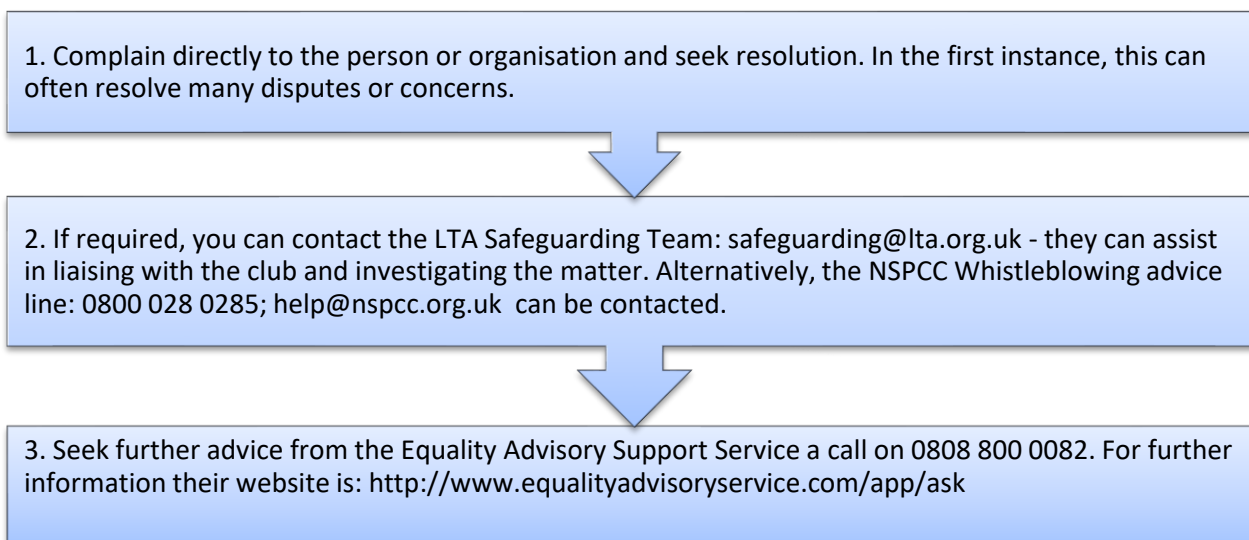 1. Complain directly to the person or organisation and seek resolution. In the first instance, this can
often resolve many disputes or concerns.
2. If required, you can contact the LTA Safeguarding Team: safeguarding@lta.org.uk - they can assist
in liaising with the club and investigating the matter. Alternatively, the NSPCC Whistleblowing advice
line: 0800 028 0285; help@nspcc.org.uk  can be contacted.
3. Seek further advice from the Equality Advisory Support Service a call on 0808 800 0082. For further
information their website is: http://www.equalityadvisoryservice.com/app/ask